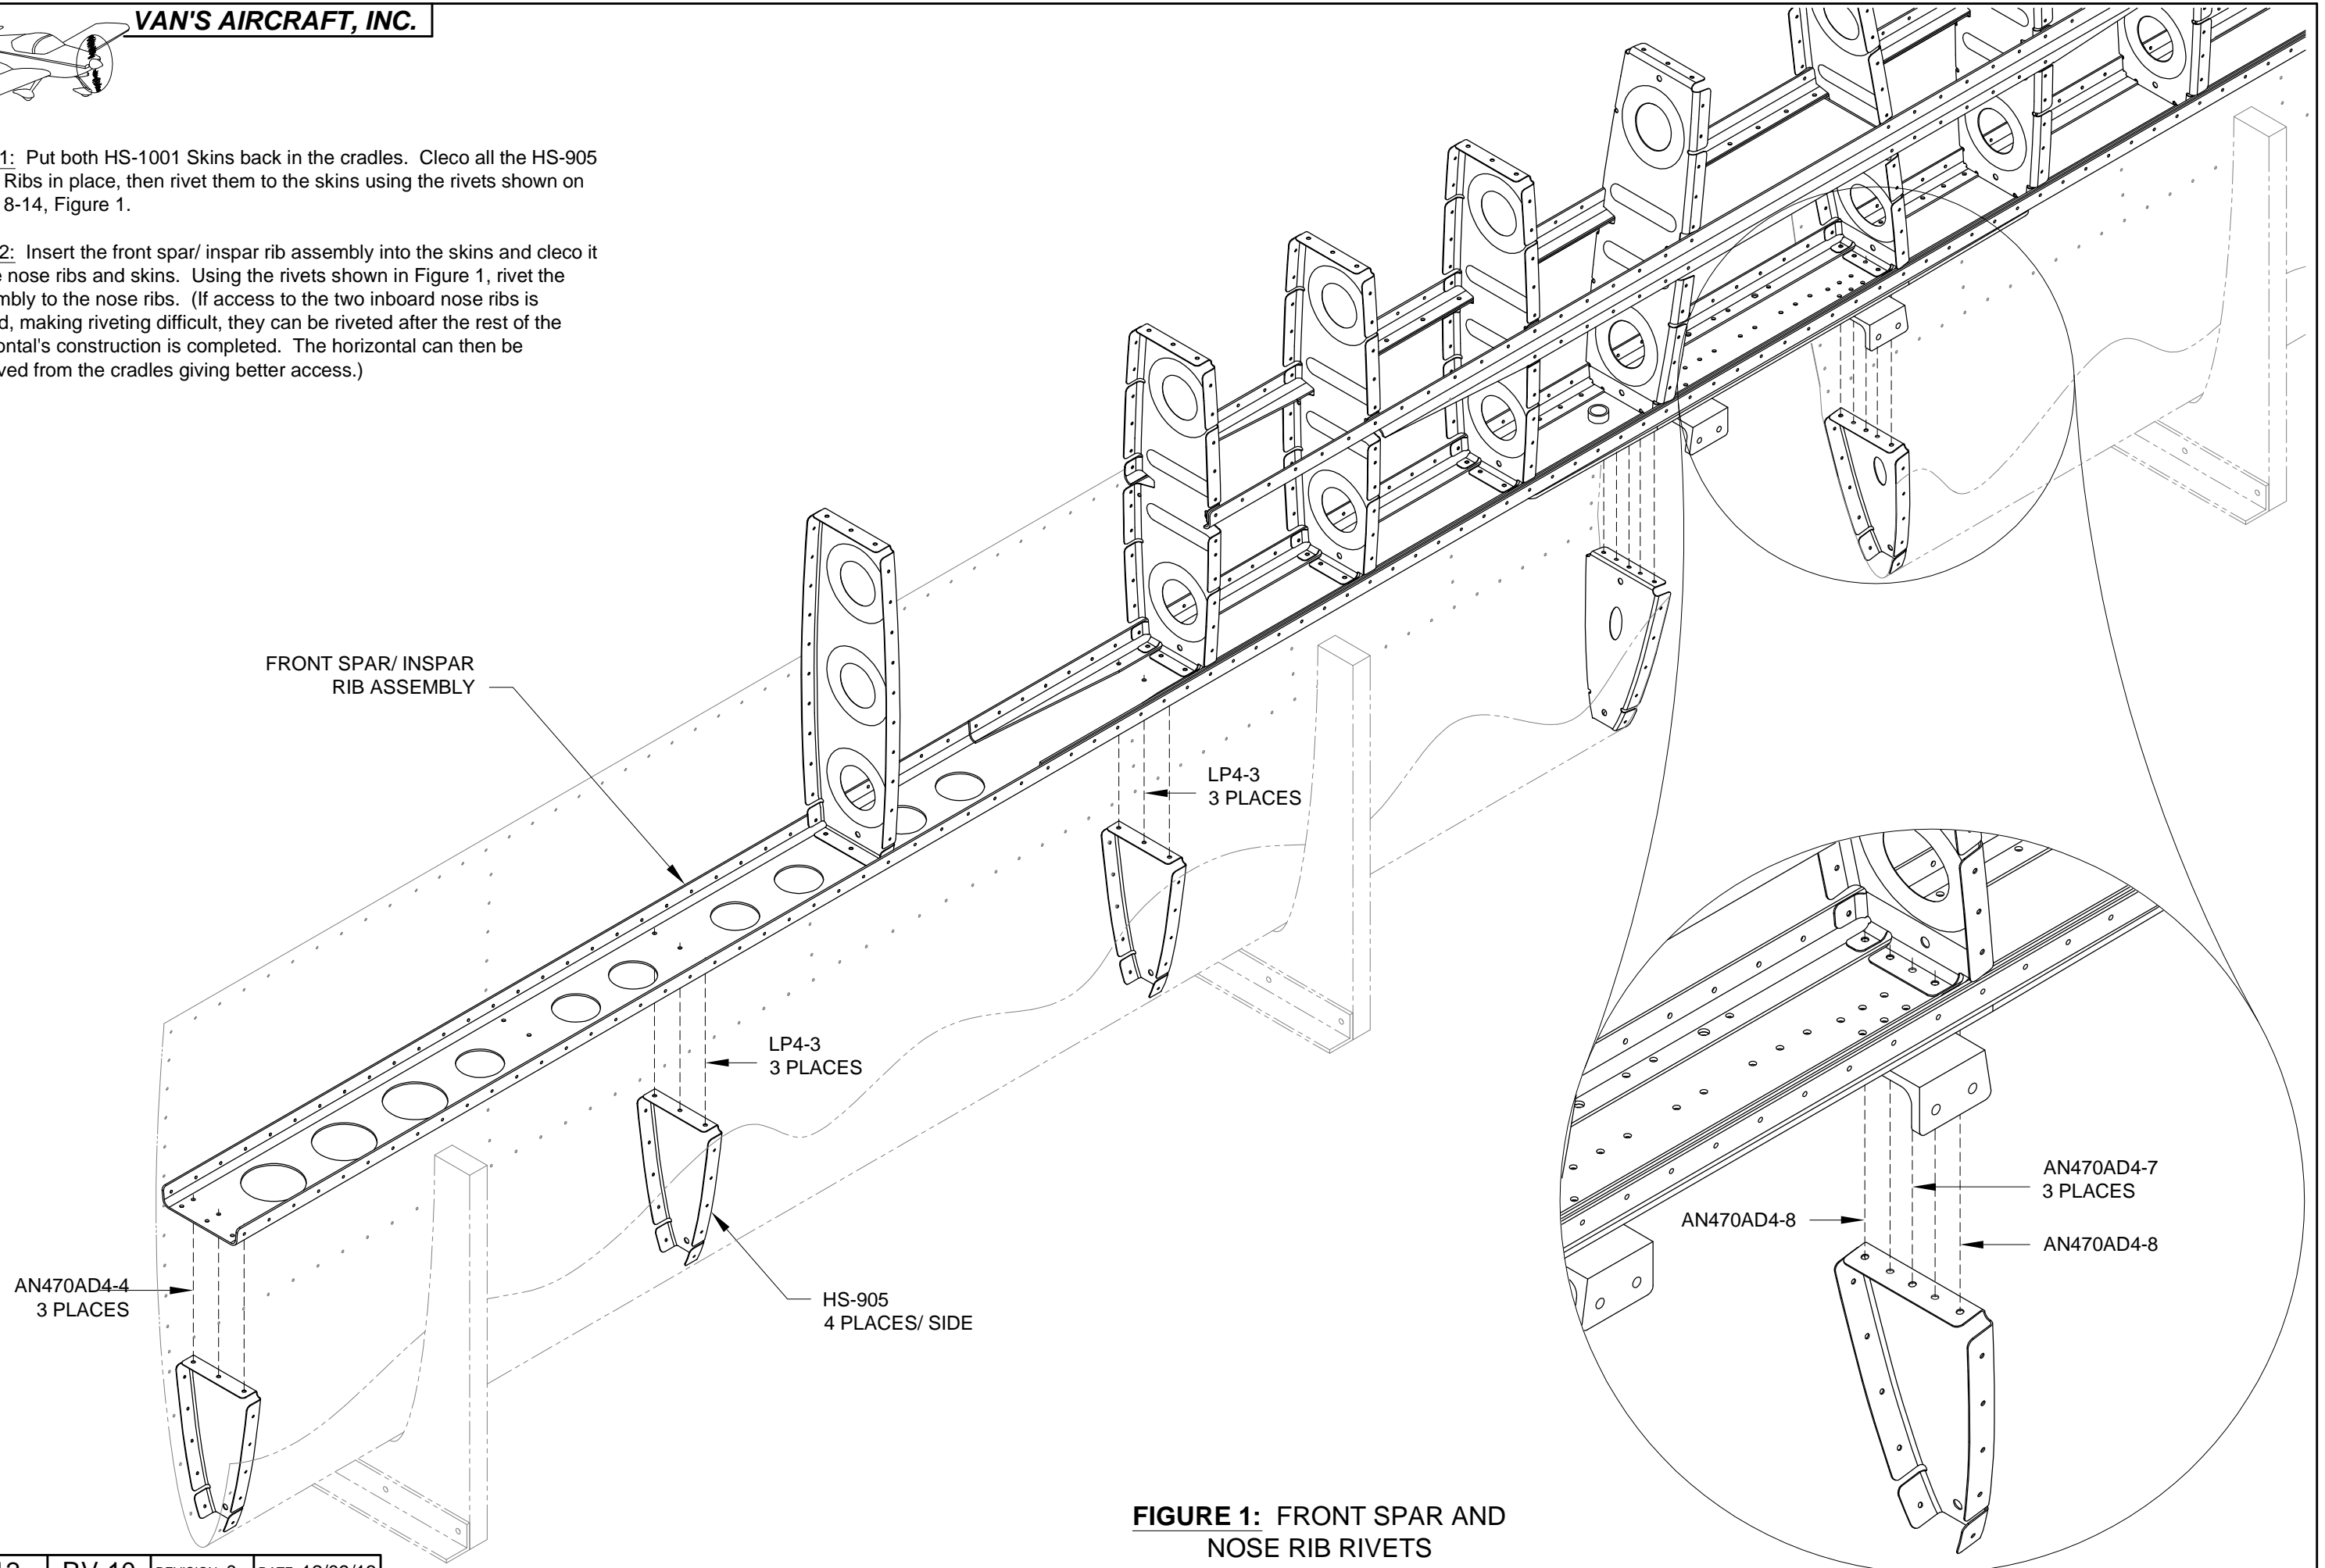 VAN'S AIRCRAFT, INC.
1: Put both HS-1001 Skins back in the cradles. Cleco all the HS-905
Ribs in place, then rivet them to the skins using the rivets shown on
8-14, Figure 1.
2: Insert the front spar/ inspar rib assembly into the skins and cleco it
nose ribs and skins. Using the rivets shown in Figure 1, rivet the
to the nose ribs. (If access to the two inboard nose ribs is
making riveting difficult, they can be riveted after the rest of the
construction is completed. The horizontal can then be
from the cradles giving better access.)
FRONT SPAR/ INSPAR
RIB ASSEMBLY
LP4-3
3 PLACES
LP4-3
3 PLACES
AN470AD4-7
3 PLACES
AN470AD4-8
AN470AD4-8
AN470AD4-4
3 PLACES
HS-905
4 PLACES/ SIDE
FIGURE 1: FRONT SPAR AND
NOSE RIB RIVETS